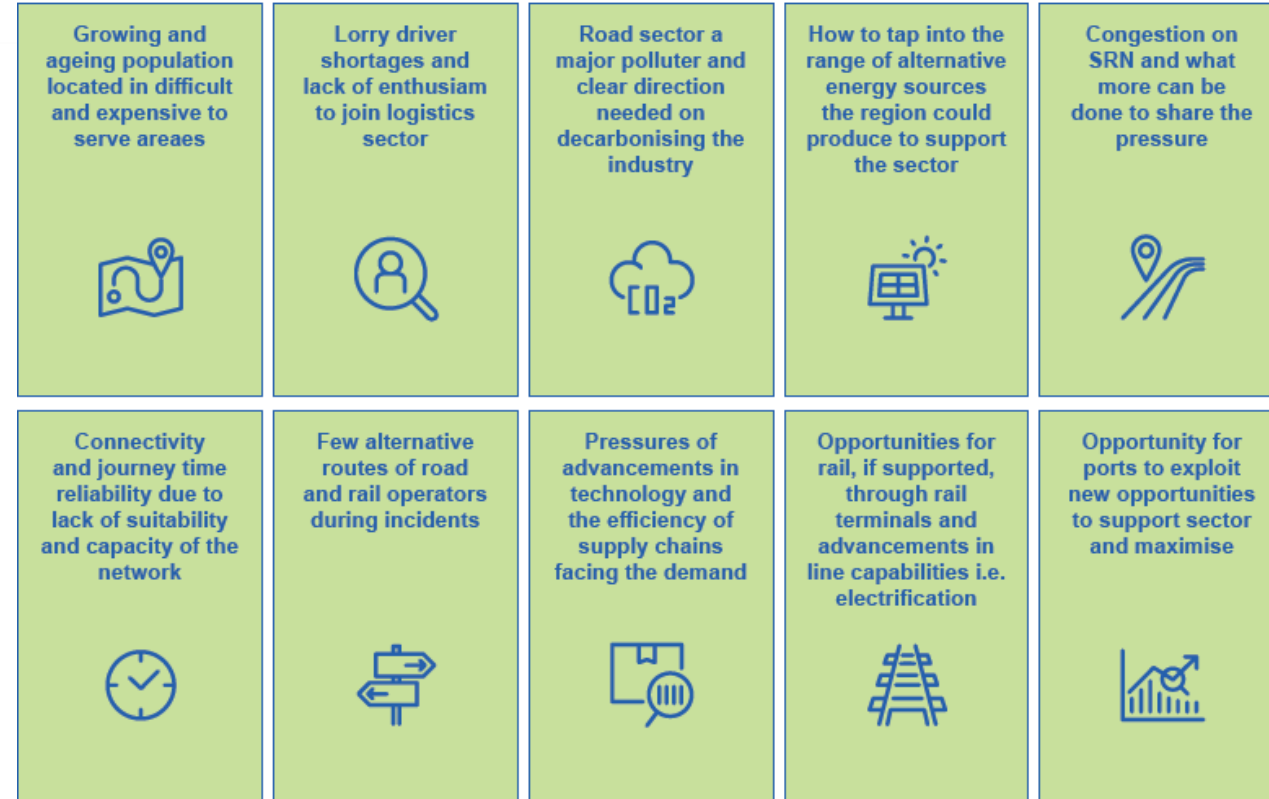 Growing and
ageing population
located in difficult
and expensive to
serve areaes
Lorry driver
shortages and
lack of enthusiam
to join logistics
sector
Road sector a
major polluter and
clear direction
needed on
decarbonising the
industry
How to tap into the
range of alternative
energy sources
the region could
produce to support
the sector
Congestion on
SRN and what
more can be
done to share the
pressure
CO2
Connectivity
and journey time
reliability due to
lack of suitability
and capacity of the
network
Few alternative
routes of road
and rail operators
during incidents
Pressures of
advancements in
technology and
the efficiency of
supply chains
facing the demand
Opportunities for
rail, if supported,
through rail
terminals and
advancements in
line capabilities i.e.
electrification
Opportunity for
ports to exploit
new opportunities
to support sector
and maximise